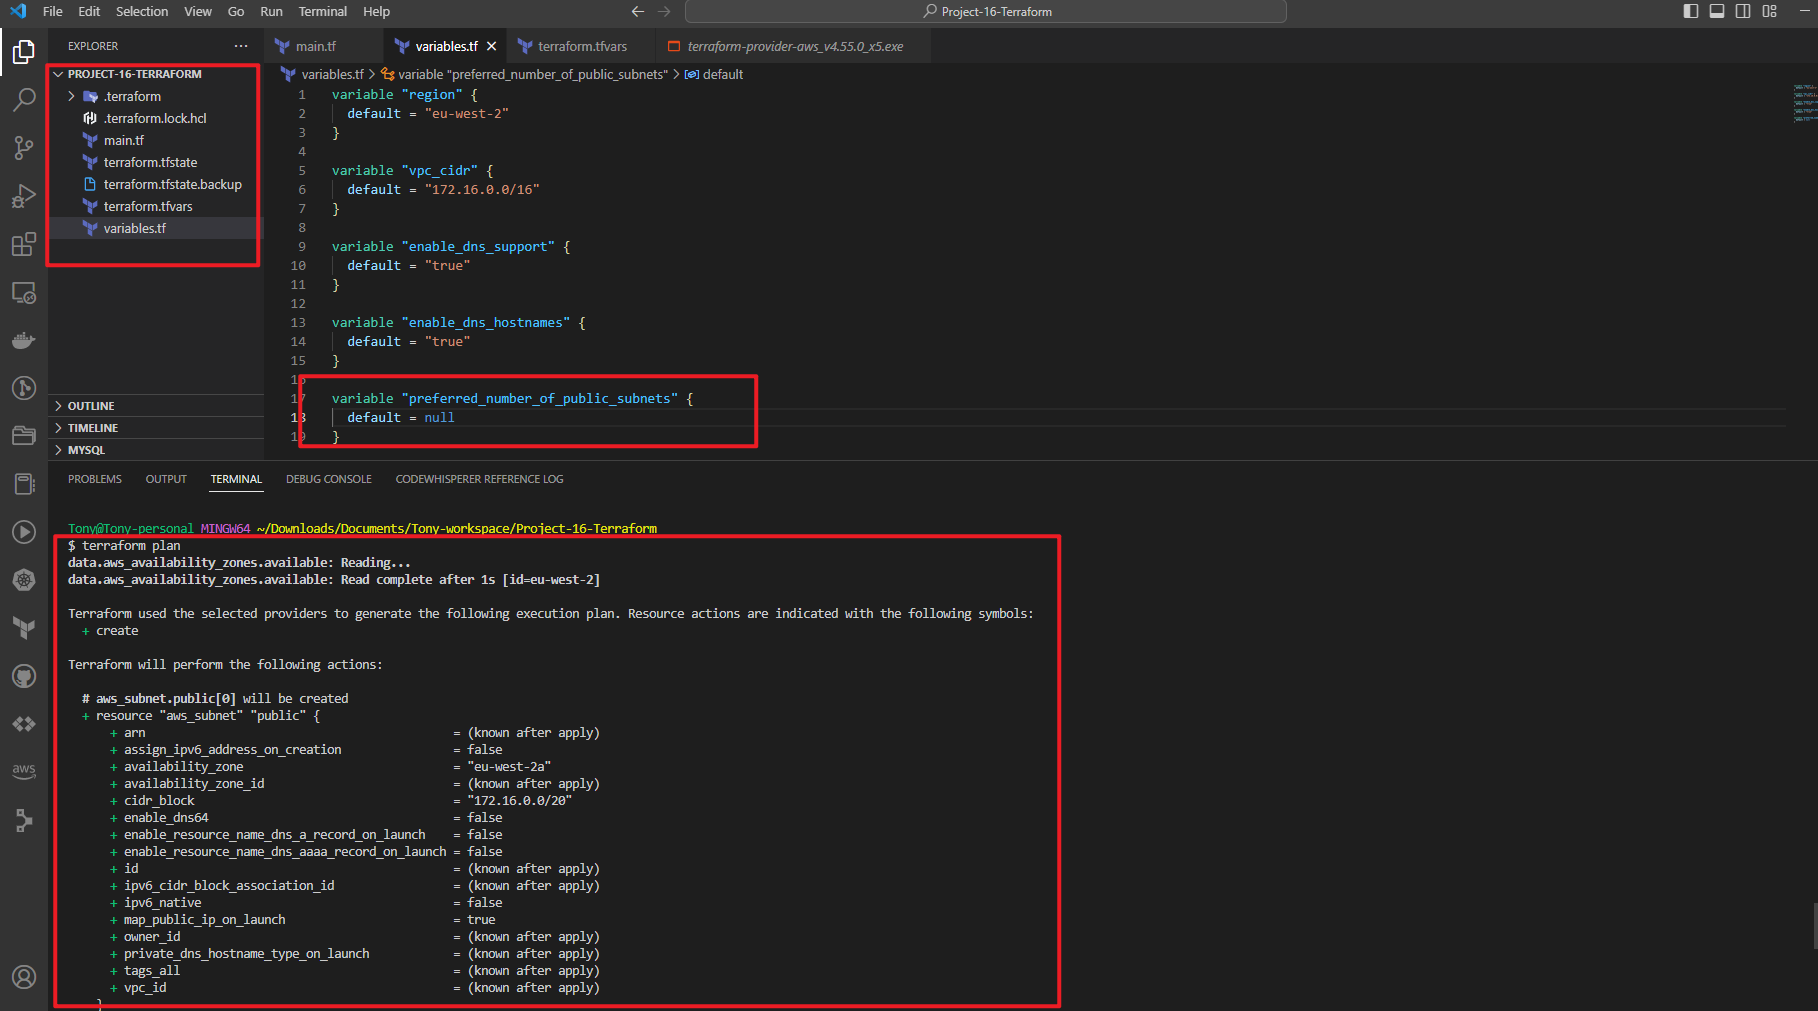 File Edit Selection View Go Run Terminal Help
Project-16-Terraform
EXPLORER
PROJECT-16-TERRAFORM
.terraform
.terraform.lock.hcl
main.tf
terraform.tfstate
terraform.tfstate.backup
terraform.tfvars
variables.tf
OUTLINE
TIMELINE
MYSQL
aws
main.tf
variables.tf
terraform.tfvars
terraform-provider-aws_v4.55.0_x5.exe
variables.tf > variable "preferred_number_of_public_subnets" > default
1 variable "region" {
2 default = "eu-west-2"
3 }
4
5 variable "vpc_cidr" {
6 default = "172.16.0.0/16"
7 }
8
9 variable "enable_dns_support" {
10 default = "true"
11 }
12
13 variable "enable_dns_hostnames" {
14 default = "true"
15 }
16
17 variable "preferred_number_of_public_subnets" {
18 default = null
19 }
PROBLEMS OUTPUT TERMINAL DEBUG CONSOLE CODEWHISPERER REFERENCE LOG
Tony@Tony-personal MINGW64 ~/Downloads/Documents/Tony-workspace/Project-16-Terraform
$ terraform plan
data.aws_availability_zones.available: Reading...
data.aws_availability_zones.available: Read complete after 1s [id=eu-west-2]
Terraform used the selected providers to generate the following execution plan. Resource actions are indicated with the following symbols:
+ create
Terraform will perform the following actions:
# aws_subnet.public[0] will be created
+ resource "aws_subnet" "public" {
+ arn = (known after apply)
+ assign_ipv6_address_on_creation = false
+ availability_zone = "eu-west-2a"
+ availability_zone_id = (known after apply)
+ cidr_block = "172.16.0.0/20"
+ enable_dns64 = false
+ enable_resource_name_dns_a_record_on_launch = false
+ enable_resource_name_dns_aaaa_record_on_launch = false
+ id = (known after apply)
+ ipv6_cidr_block_association_id = (known after apply)
+ ipv6_native = false
+ map_public_ip_on_launch = true
+ owner_id = (known after apply)
+ private_dns_hostname_type_on_launch = (known after apply)
+ tags_all = (known after apply)
+ vpc_id = (known after apply)
}